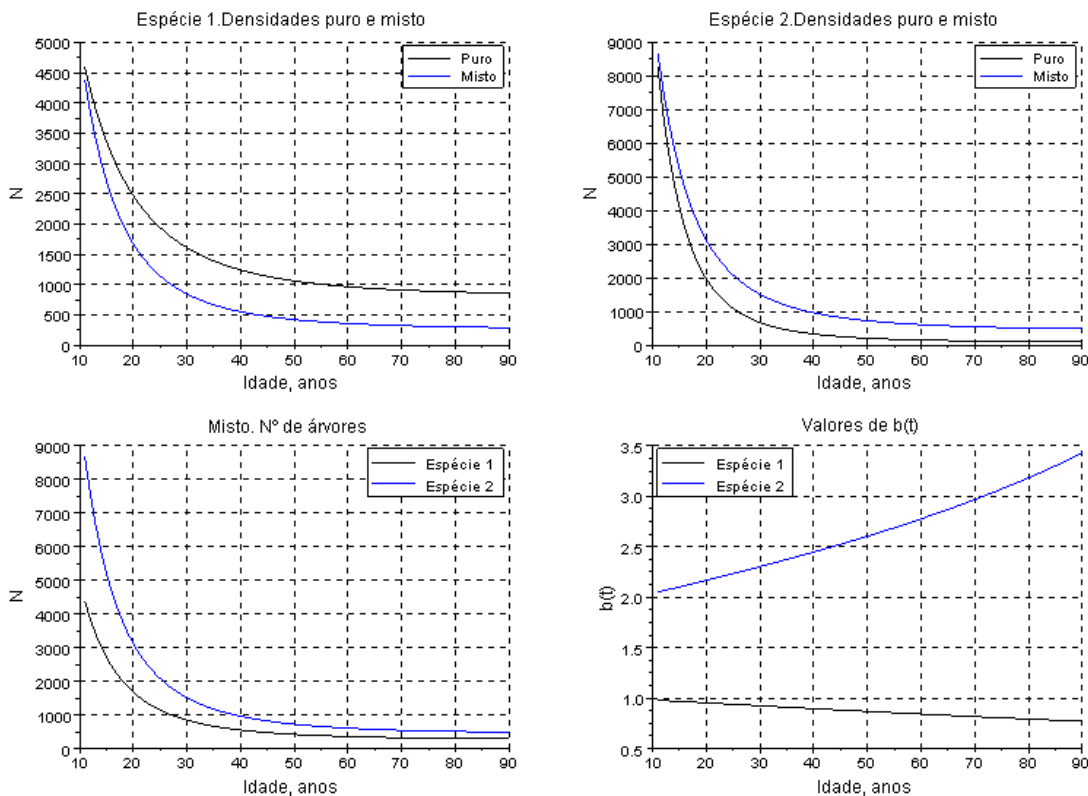 Espécie 1.Densidades puro e misto
5000
4500
4000
3500
3000
2500
2000
1500
1000
500
0
N
Puro
Misto
10 20 30 40 50 60 70 80 90
Idade, anos
Espécie 2.Densidades puro e misto
9000
8000
7000
6000
5000
4000
3000
2000
1000
0
N
Puro
Misto
10 20 30 40 50 60 70 80 90
Idade, anos
Misto. Nº de árvores
9000
8000
7000
6000
5000
4000
3000
2000
1000
0
N
Espécie 1
Espécie 2
10 20 30 40 50 60 70 80 90
Idade, anos
Valores de b(t)
3.5
3.0
2.5
2.0
1.5
1.0
0.5
b(t)
Espécie 1
Espécie 2
10 20 30 40 50 60 70 80 90
Idade, anos